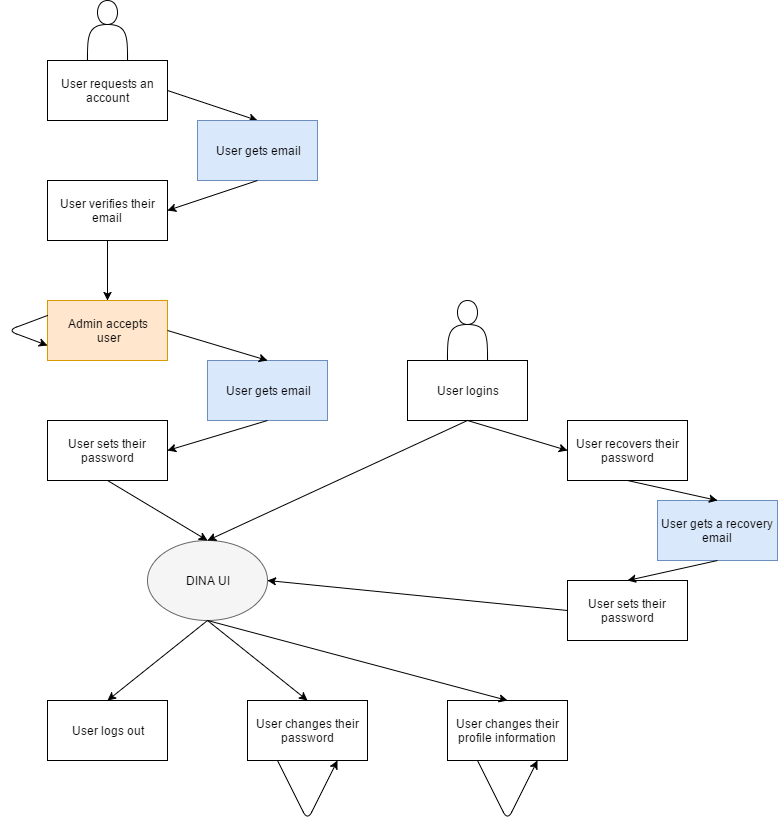 User requests an
account
User gets email
User verifies their
email
Admin accepts
user
User gets email
User logins
User sets their
password
User recovers their
password
User gets a recovery
email
DINA UI
User sets their
password
User logs out
User changes their
password
User changes their
profile information